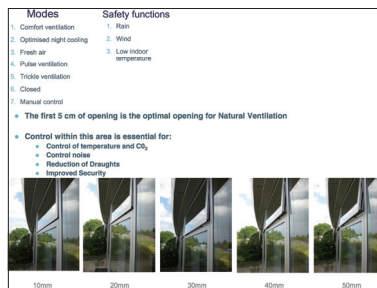 Modes
1. Comfort ventilation
2. Optimised night cooling
3. Fresh air
4. Pulse ventilation
5. Trickle ventilation
6. Closed
7. Manual control
Safety functions
1. Rain
2. Wind
3. Low indoor
temperature
• The first 5 cm of opening is the optimal opening for Natural Ventilation
• Control within this area is essential for:
• Control of temperature and C0₂
• Control noise
• Reduction of Draughts
• Improved Security
10mm 20mm 30mm 40mm 50mm